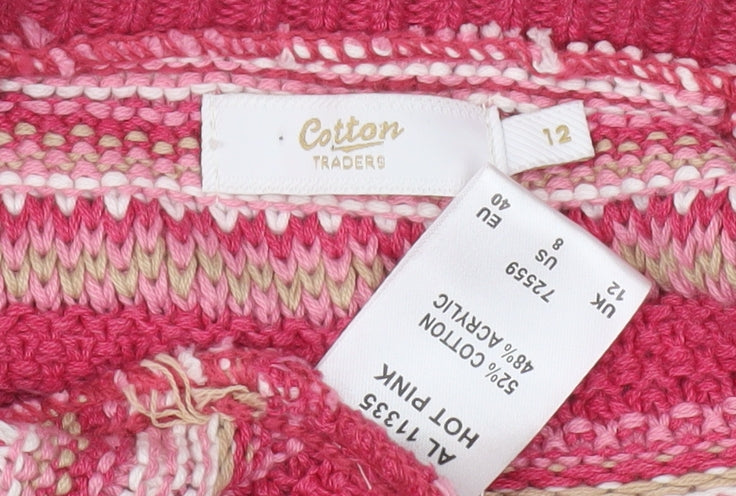 Cotton
TRADERS
12
UK US EU
12 8 40
72559
52% COTTON
48% ACRYLIC
AL 11335
HOT PINK